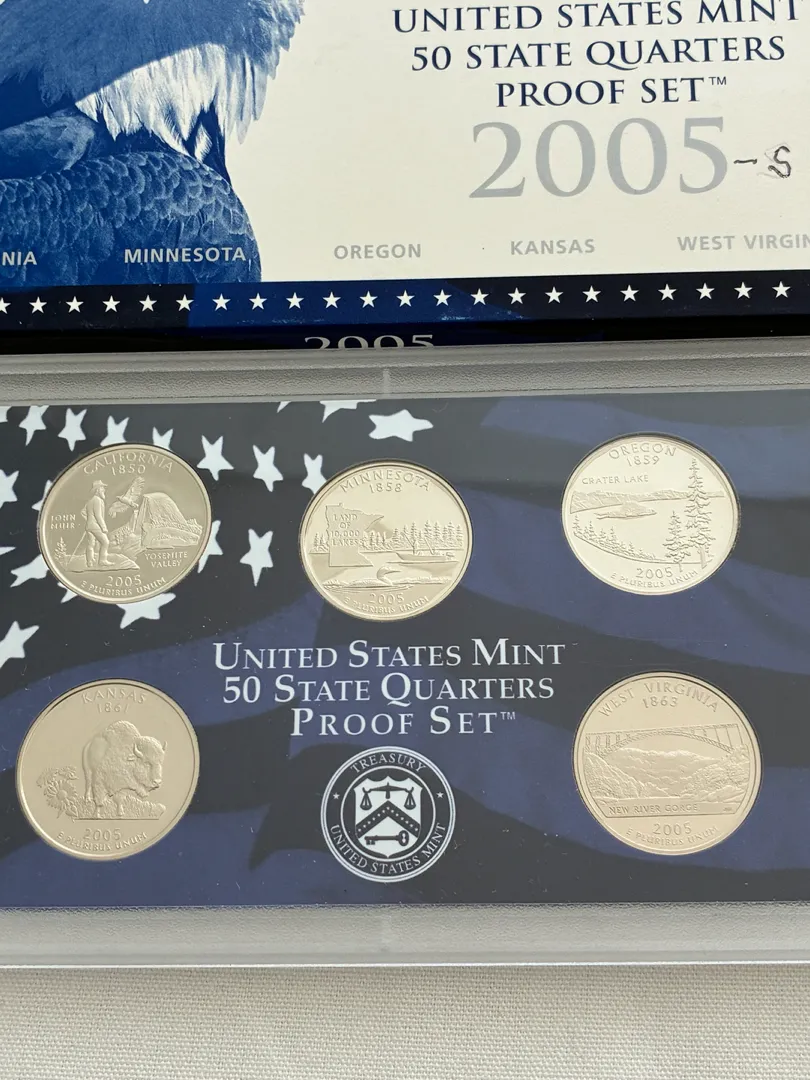 UNITED STATES MINT
50 STATE QUARTERS
PROOF SET™
2005-S
NIA MINNESOTA OREGON KANSAS WEST VIRGIN
2005
CALIFORNIA
1850
JOHN
MUIR
YOSEMITE
VALLEY
2005
E PLURIBUS UNUM
MINNESOTA
1858
LAND
OF
10,000
LAKES
2005
E PLURIBUS UNUM
OREGON
1859
CRATER LAKE
2005
E PLURIBUS UNUM
UNITED STATES MINT
50 STATE QUARTERS
PROOF SET™
KANSAS
1861
2005
E PLURIBUS UNUM
TREASURY
UNITED STATES MINT
WEST VIRGINIA
1863
NEW RIVER GORGE
2005
E PLURIBUS UNUM